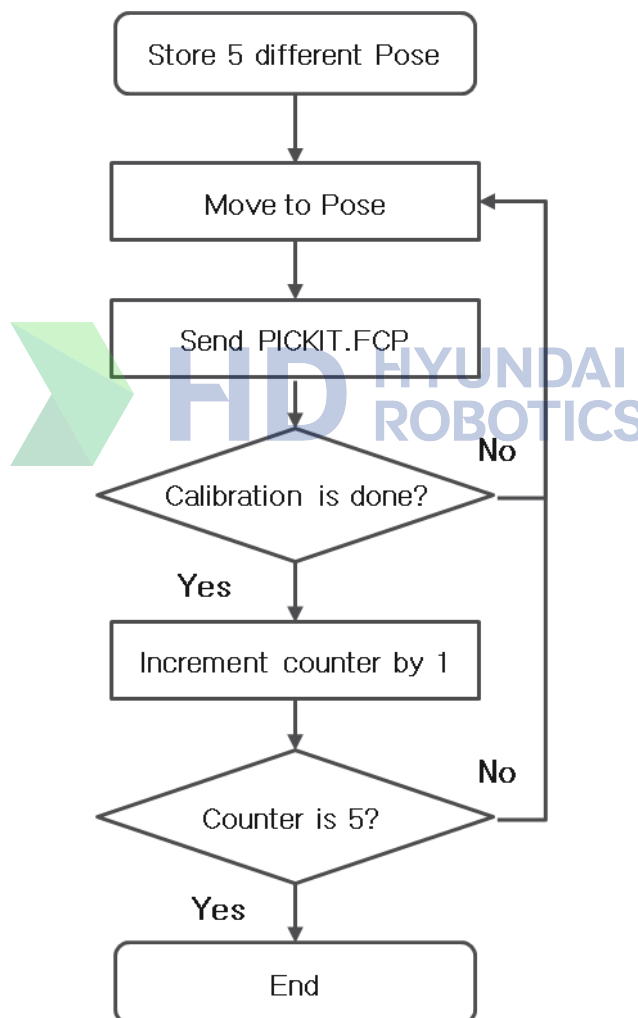 Store 5 different Pose
Move to Pose
Send PICKIT.FCP
HD HYUNDAI
ROBOTICS
No
Calibration is done?
Yes
Increment counter by 1
No
Counter is 5?
Yes
End